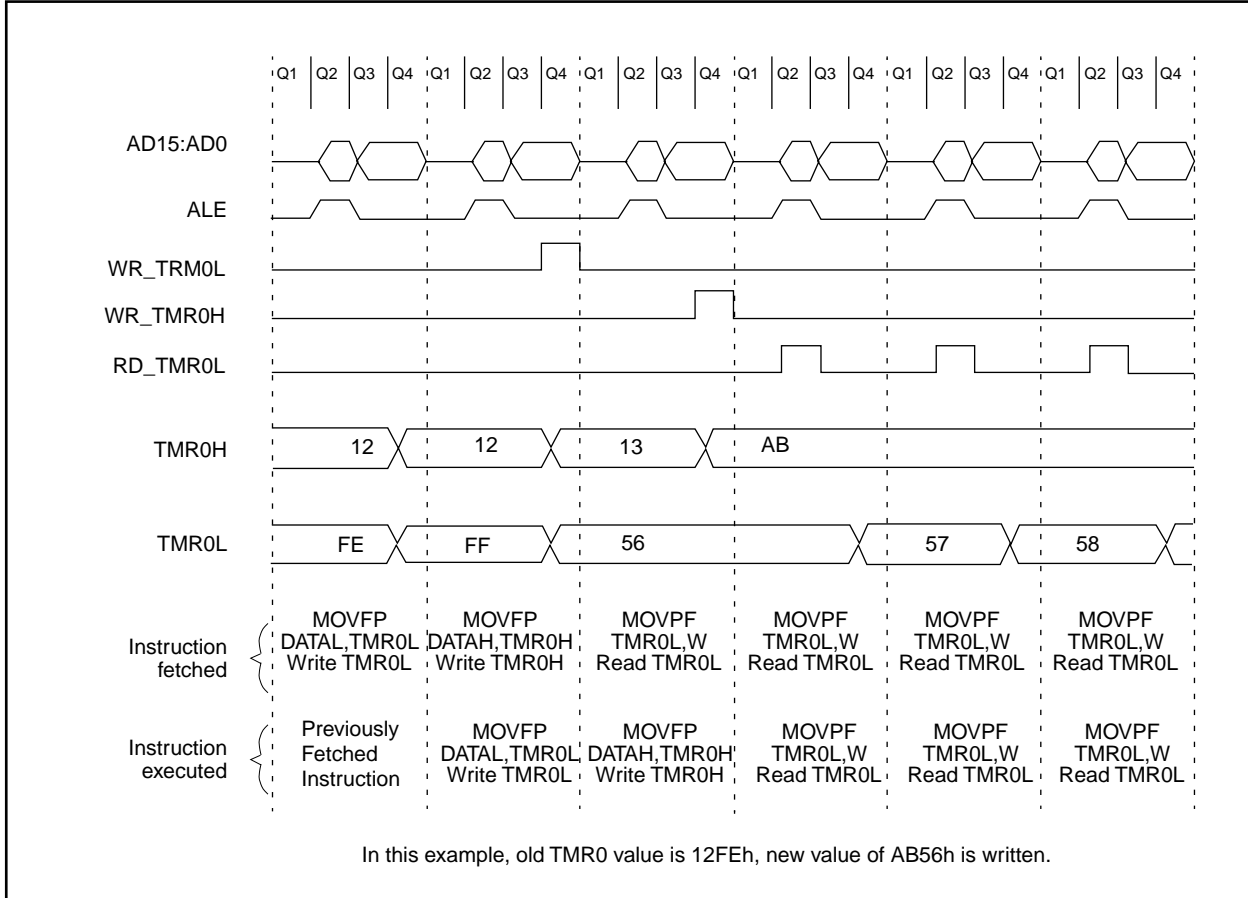 Q1 Q2 Q3 Q4 Q1 Q2 Q3 Q4 Q1 Q2 Q3 Q4 Q1 Q2 Q3 Q4 Q1 Q2 Q3 Q4 Q1 Q2 Q3 Q4
AD15:AD0
ALE
WR_TRM0L
WR_TMR0H
RD_TMR0L
TMR0H 12 12 13 AB
TMR0L FE FF 56 57 58
Instruction
fetched
MOVFP
DATAL,TMR0L
Write TMR0L
MOVFP
DATAH,TMR0H
Write TMR0H
MOVPF
TMR0L,W
Read TMR0L
MOVPF
TMR0L,W
Read TMR0L
MOVPF
TMR0L,W
Read TMR0L
MOVPF
TMR0L,W
Read TMR0L
Instruction
executed
Previously
Fetched
Instruction
MOVFP
DATAL,TMR0L
Write TMR0L
MOVFP
DATAH,TMR0H
Write TMR0H
MOVPF
TMR0L,W
Read TMR0L
MOVPF
TMR0L,W
Read TMR0L
MOVPF
TMR0L,W
Read TMR0L
In this example, old TMR0 value is 12FEh, new value of AB56h is written.